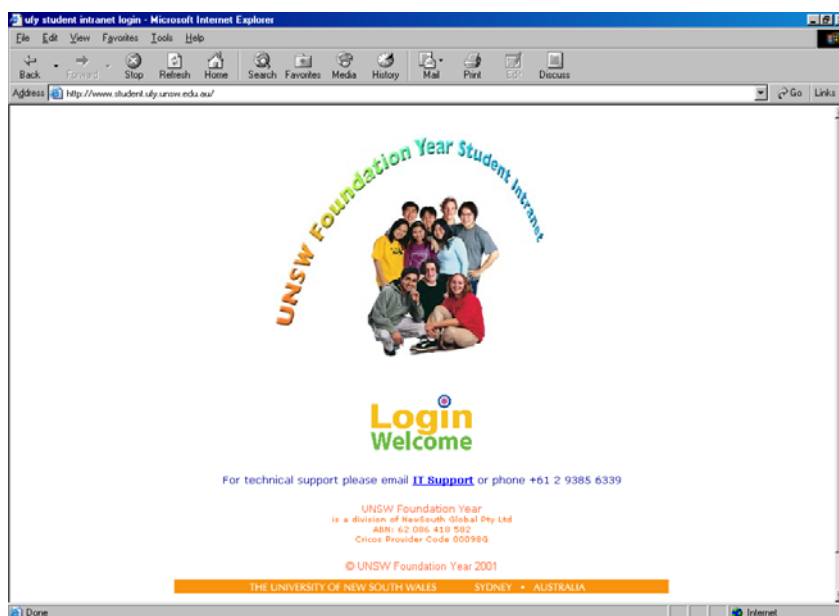 ufy student intranet login - Microsoft Internet Explorer
File Edit View Favorites Tools Help
Back Forward Stop Refresh Home Search Favorites Media History Mail Print Edit Discuss
Address http://www.student.ufy.unsw.edu.au/ Go Links
UNSW Foundation Year Student Intranet
Login
Welcome
For technical support please email IT Support or phone +61 2 9385 6339
UNSW Foundation Year
is a division of NewSouth Global Pty Ltd
ABN: 62 086 418 582
Cricos Provider Code 00098G
© UNSW Foundation Year 2001
THE UNIVERSITY OF NEW SOUTH WALES SYDNEY • AUSTRALIA
Done Internet